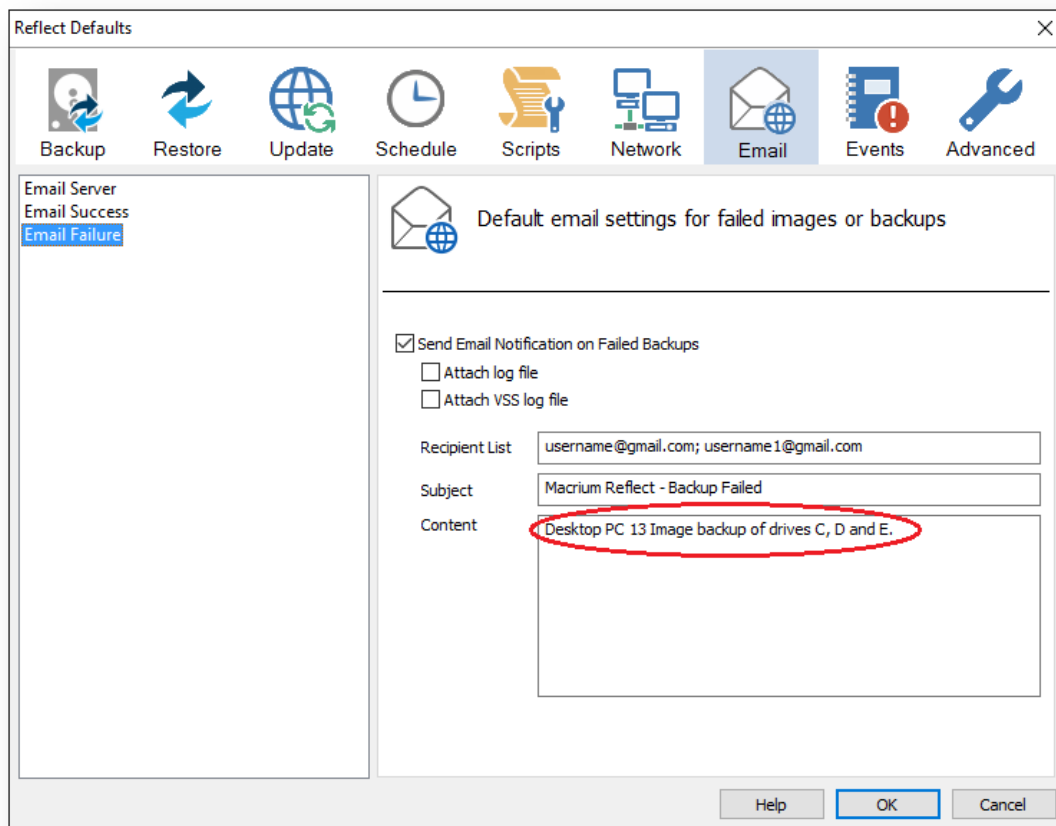 Reflect Defaults
Backup Restore Update Schedule Scripts Network Email Events Advanced
Email Server
Email Success
Email Failure
Default email settings for failed images or backups
Send Email Notification on Failed Backups
Attach log file
Attach VSS log file
Recipient List username@gmail.com; username1@gmail.com
Subject Macrium Reflect - Backup Failed
Content Desktop PC 13 Image backup of drives C, D and E.
Help OK Cancel